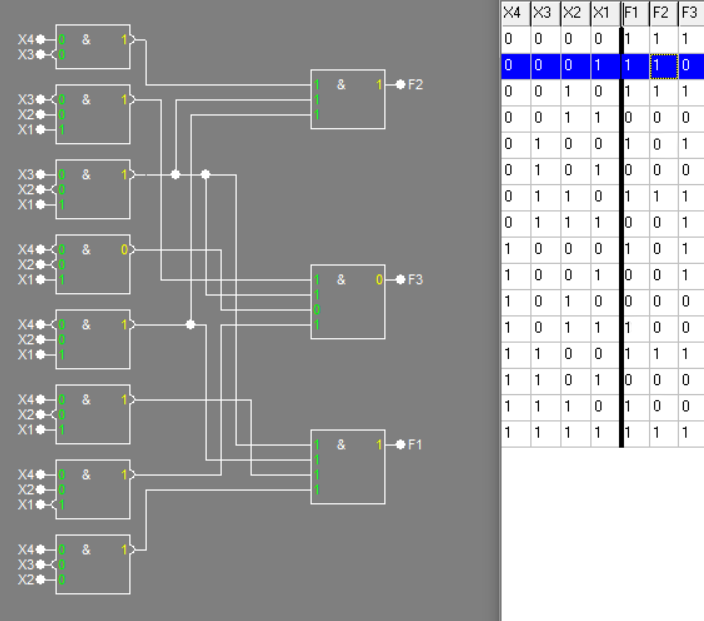 X4 0 & 1
X3 0
X3 0 & 1
X2 0
X1 1
X3 0 & 1
X2 0
X1 1
X4 0 & 0
X2 0
X1 1
X4 0 & 1
X2 0
X1 1
X4 0 & 1
X2 0
X1 1
X4 0 & 1
X2 0
X1 1
X4 0 & 1
X3 0
X2 0
1 & 1 F2
1
1
1 & 0 F3
1
0
1
1 & 1 F1
1
1
1
X4 X3 X2 X1 F1 F2 F3
0 0 0 0 1 1 1
0 0 0 1 1 1 0
0 0 1 0 1 1 1
0 0 1 1 0 0 0
0 1 0 0 1 0 1
0 1 0 1 0 0 0
0 1 1 0 1 1 1
0 1 1 1 0 0 1
1 0 0 0 1 0 1
1 0 0 1 0 0 1
1 0 1 0 0 0 0
1 0 1 1 1 0 0
1 1 0 0 1 1 1
1 1 0 1 0 0 0
1 1 1 0 1 0 0
1 1 1 1 1 1 1